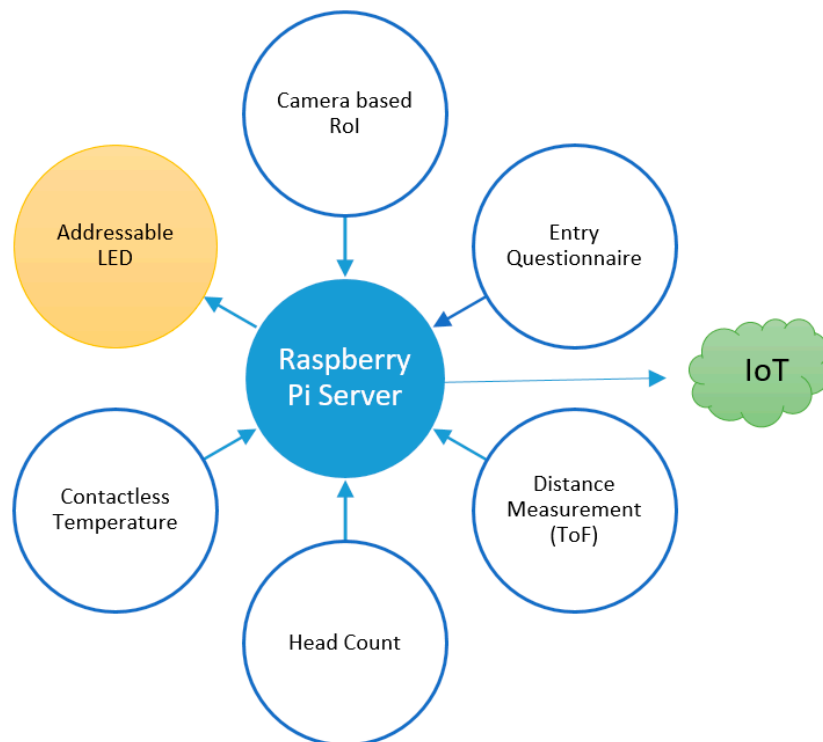 Camera based
RoI
Addressable
LED
Entry
Questionnaire
Raspberry
Pi Server
IoT
Contactless
Temperature
Distance
Measurement
(ToF)
Head Count